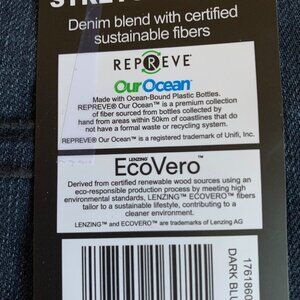 Denim blend with certified
sustainable fibers
REPREVE
OurOcean™
Made with Ocean-Bound Plastic Bottles.
REPREVE® Our Ocean™ is a premium collection
of fiber sourced from bottles collected by
hand from areas within 50km of coastlines that do
not have a formal waste or recycling system.
REPREVE® Our Ocean™ is a registered trademark of Unifi, Inc.
LENZING™
EcoVero™
Derived from certified renewable wood sources using an
eco-responsible production process by meeting high
environmental standards, LENZING™ ECOVERO™ fibers
tailor to a sustainable lifestyle, contributing to a
cleaner environment.
LENZING™ and ECOVERO™ are trademarks of Lenzing AG
1761860
DARK BL